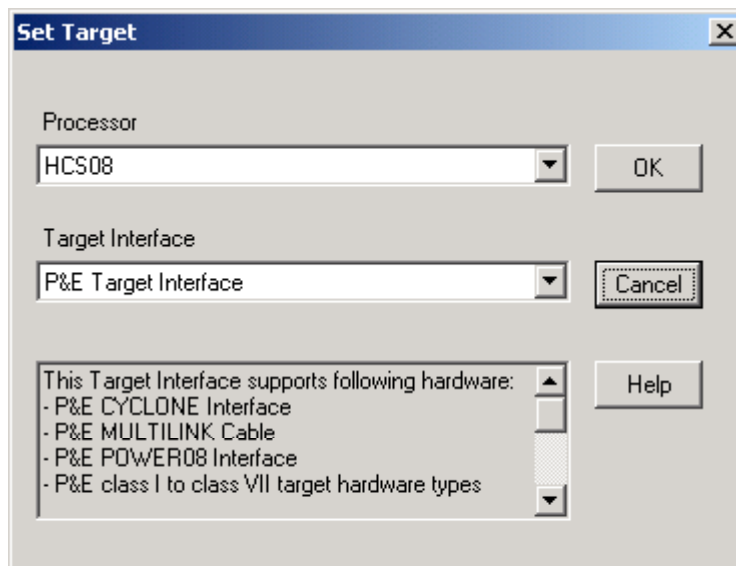 Set Target
Processor
HCS08
OK
Target Interface
P&E Target Interface
Cancel
This Target Interface supports following hardware:
- P&E CYCLONE Interface
- P&E MULTILINK Cable
- P&E POWER08 Interface
- P&E class I to class VII target hardware types
Help